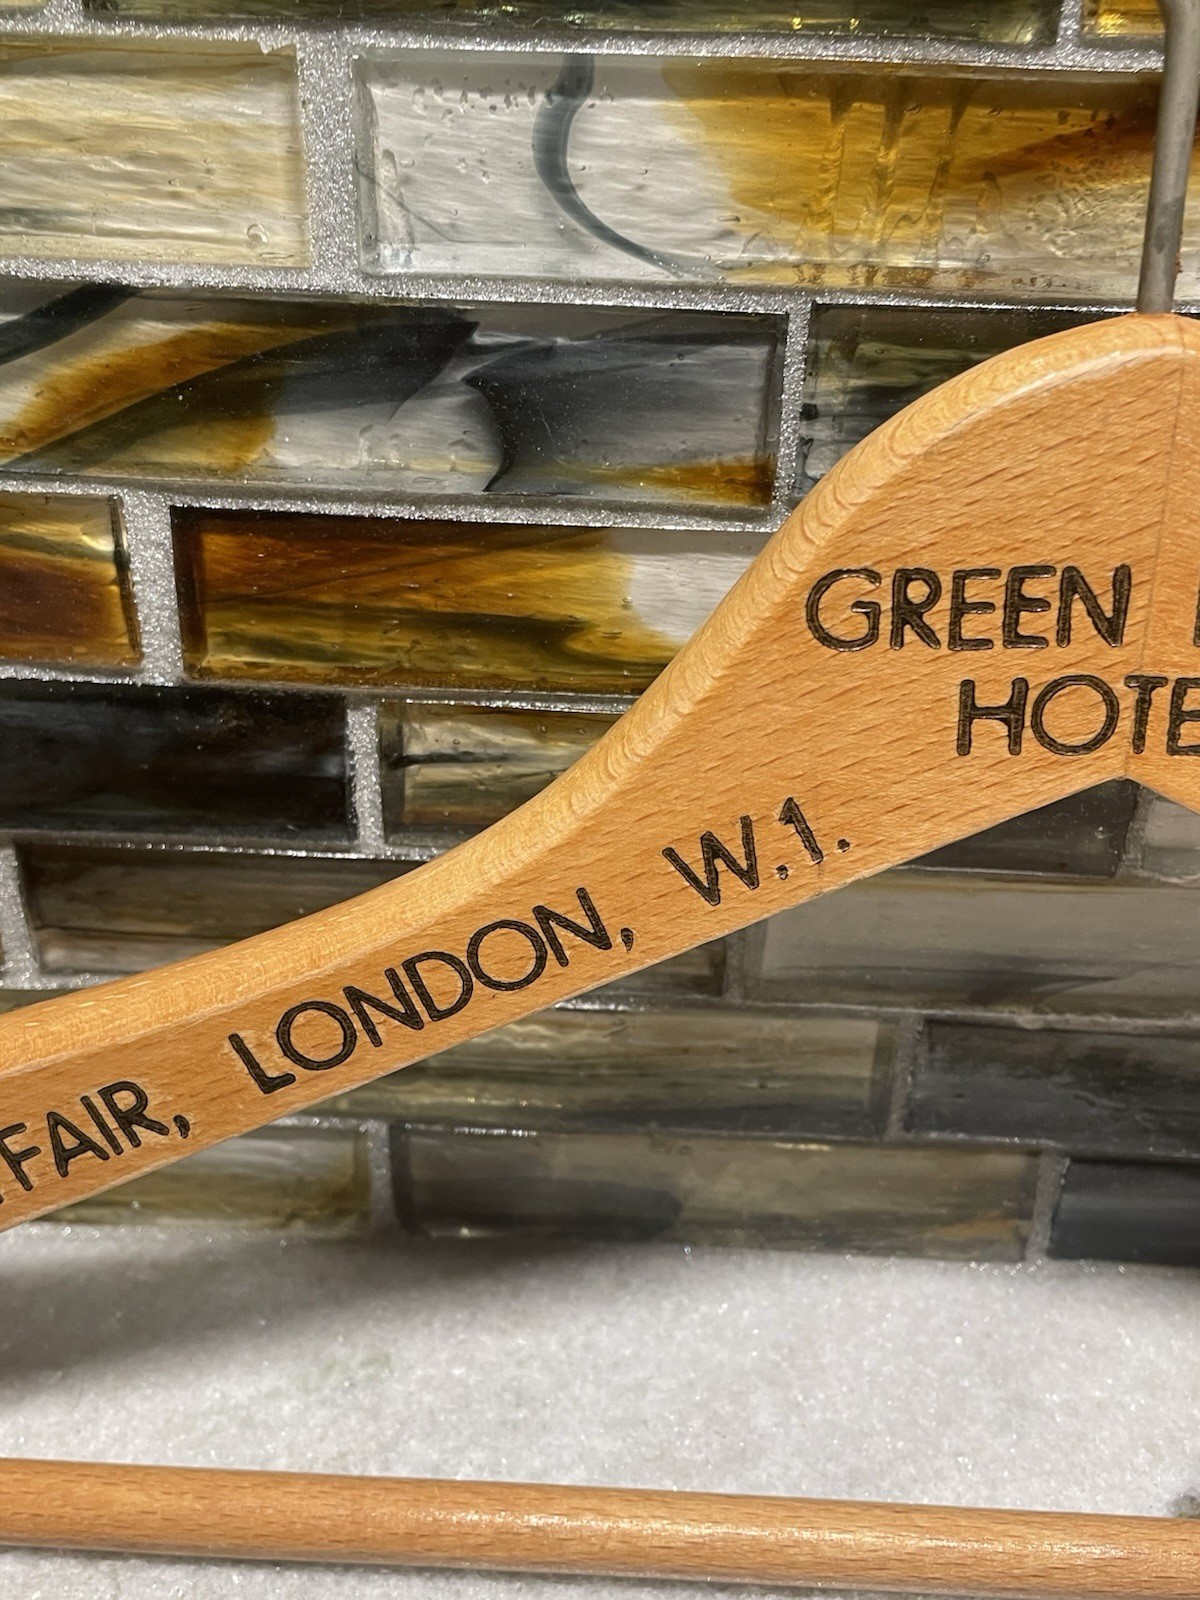 GREEN
HOTE
FAIR, LONDON, W.1.